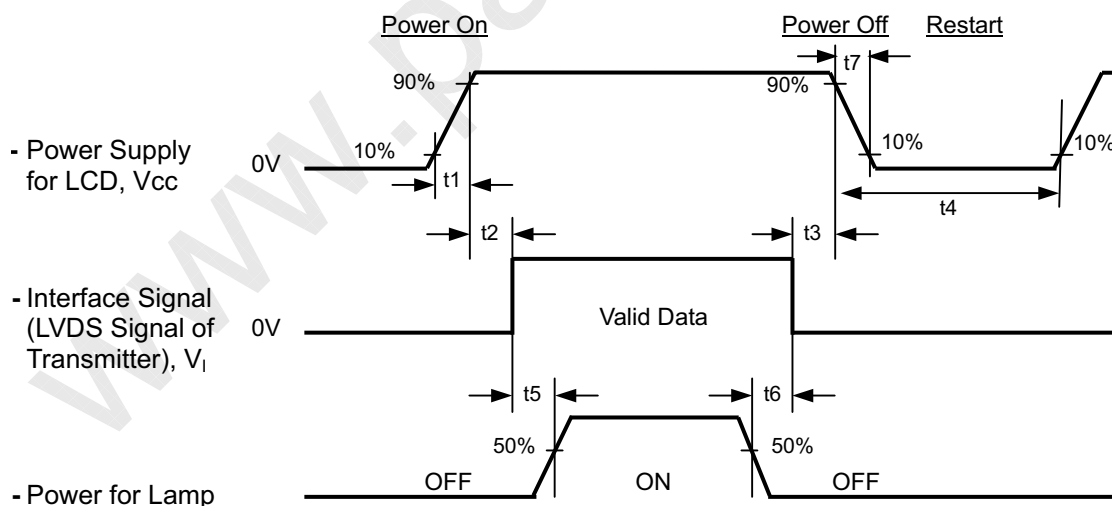 Power On
Power Off
Restart
t7
90%
90%
- Power Supply
for LCD, Vcc
0V
10%
10%
10%
t1
t4
t2
t3
- Interface Signal
(LVDS Signal of
Transmitter), VI
0V
Valid Data
t5
t6
50%
50%
- Power for Lamp
OFF
ON
OFF
www.pa